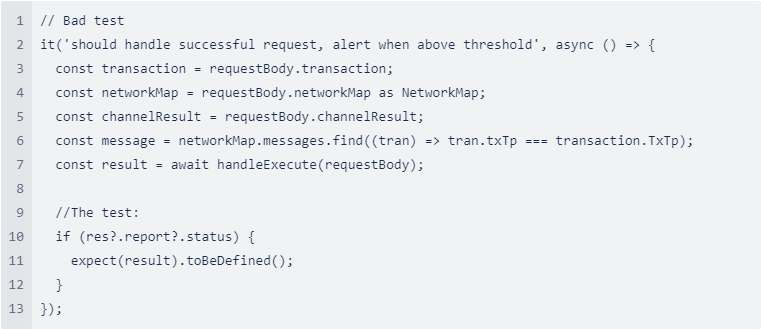 1 // Bad test
2 it('should handle successful request, alert when above threshold', async () => {
3   const transaction = requestBody.transaction;
4   const networkMap = requestBody.networkMap as NetworkMap;
5   const channelResult = requestBody.channelResult;
6   const message = networkMap.messages.find((tran) => tran.txTp === transaction.TxTp);
7   const result = await handleExecute(requestBody);
8
9   //The test:
10   if (res?.report?.status) {
11     expect(result).toBeDefined();
12   }
13 });